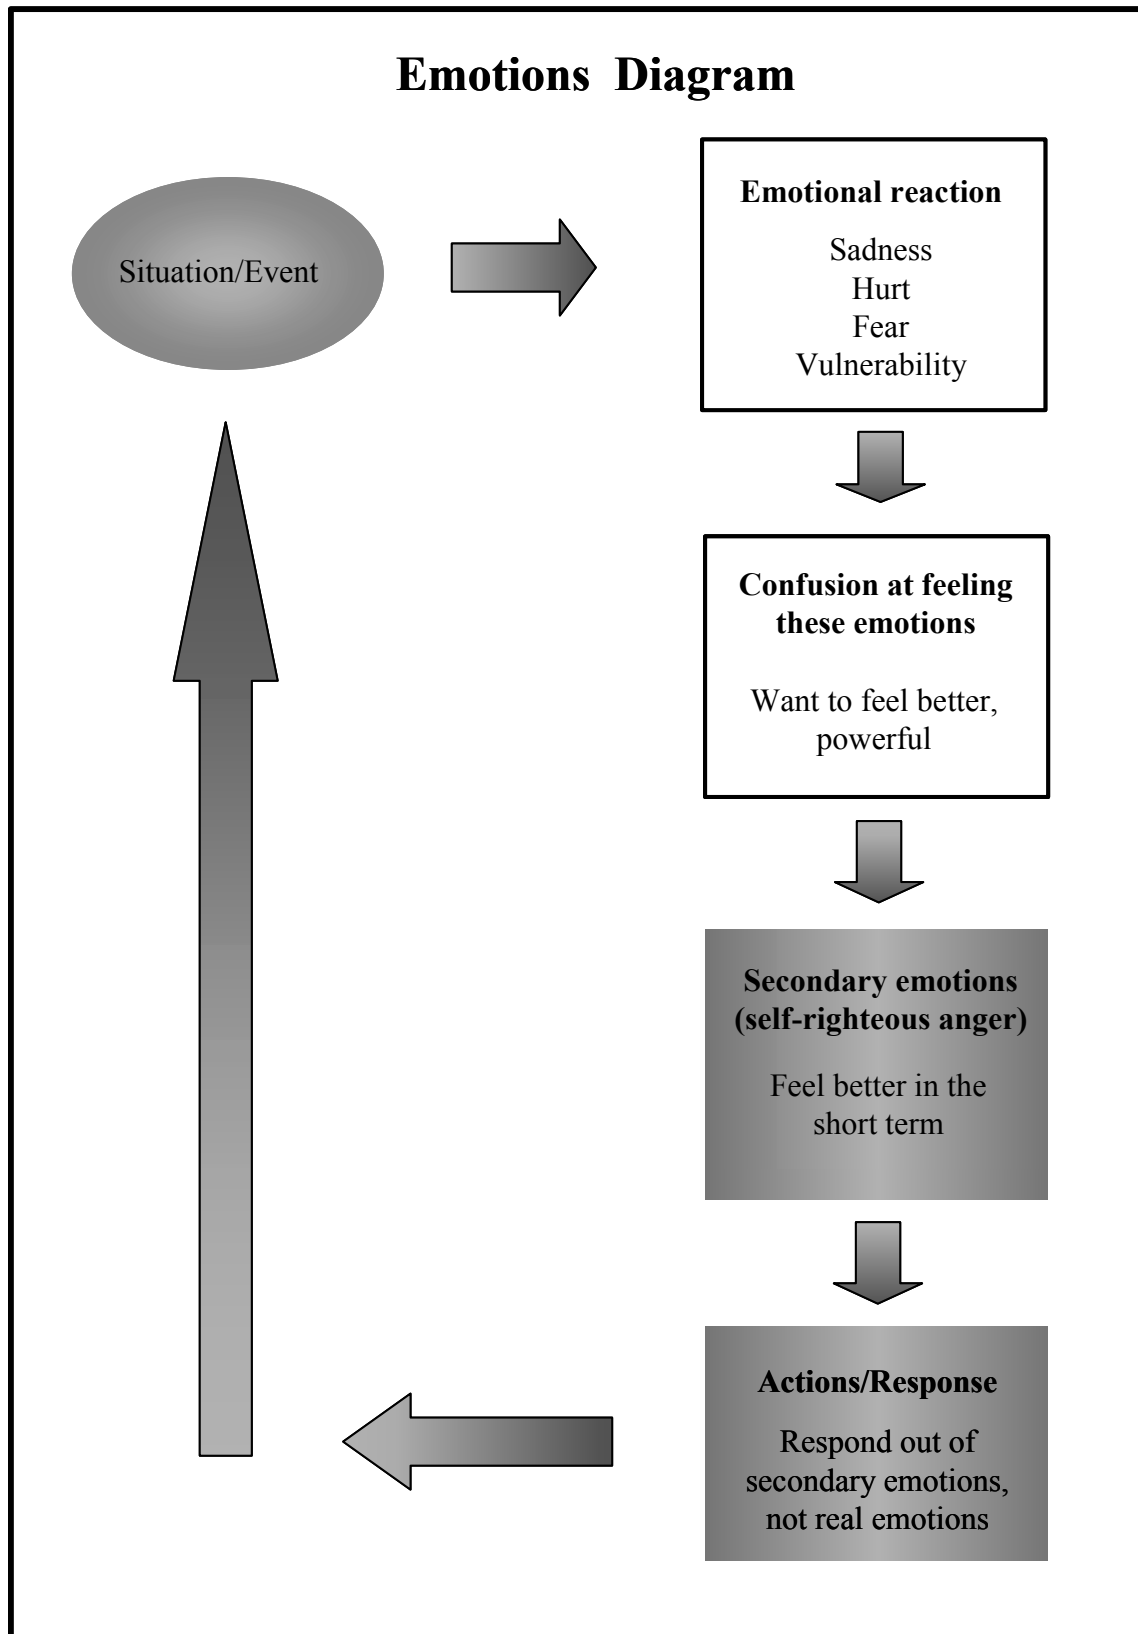 Emotions Diagram
Situation/Event
Emotional reaction
Sadness
Hurt
Fear
Vulnerability
Confusion at feeling
these emotions
Want to feel better,
powerful
Secondary emotions
(self-righteous anger)
Feel better in the
short term
Actions/Response
Respond out of
secondary emotions,
not real emotions